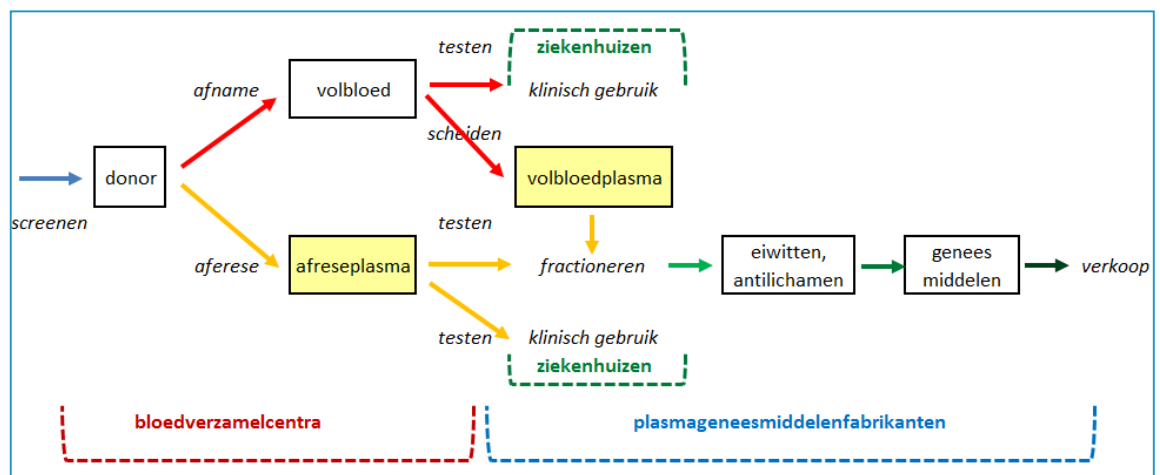 testen
ziekenhuizen
afname
volbloed
klinisch gebruik
scheiden
donor
volbloedplasma
screenen
testen
aferese
afreseplasma
fractioneren
eiwitten,
antilichamen
genees
middelen
verkoop
testen
klinisch gebruik
ziekenhuizen
bloedverzamelcentra
plasmageneesmiddelenfabrikanten